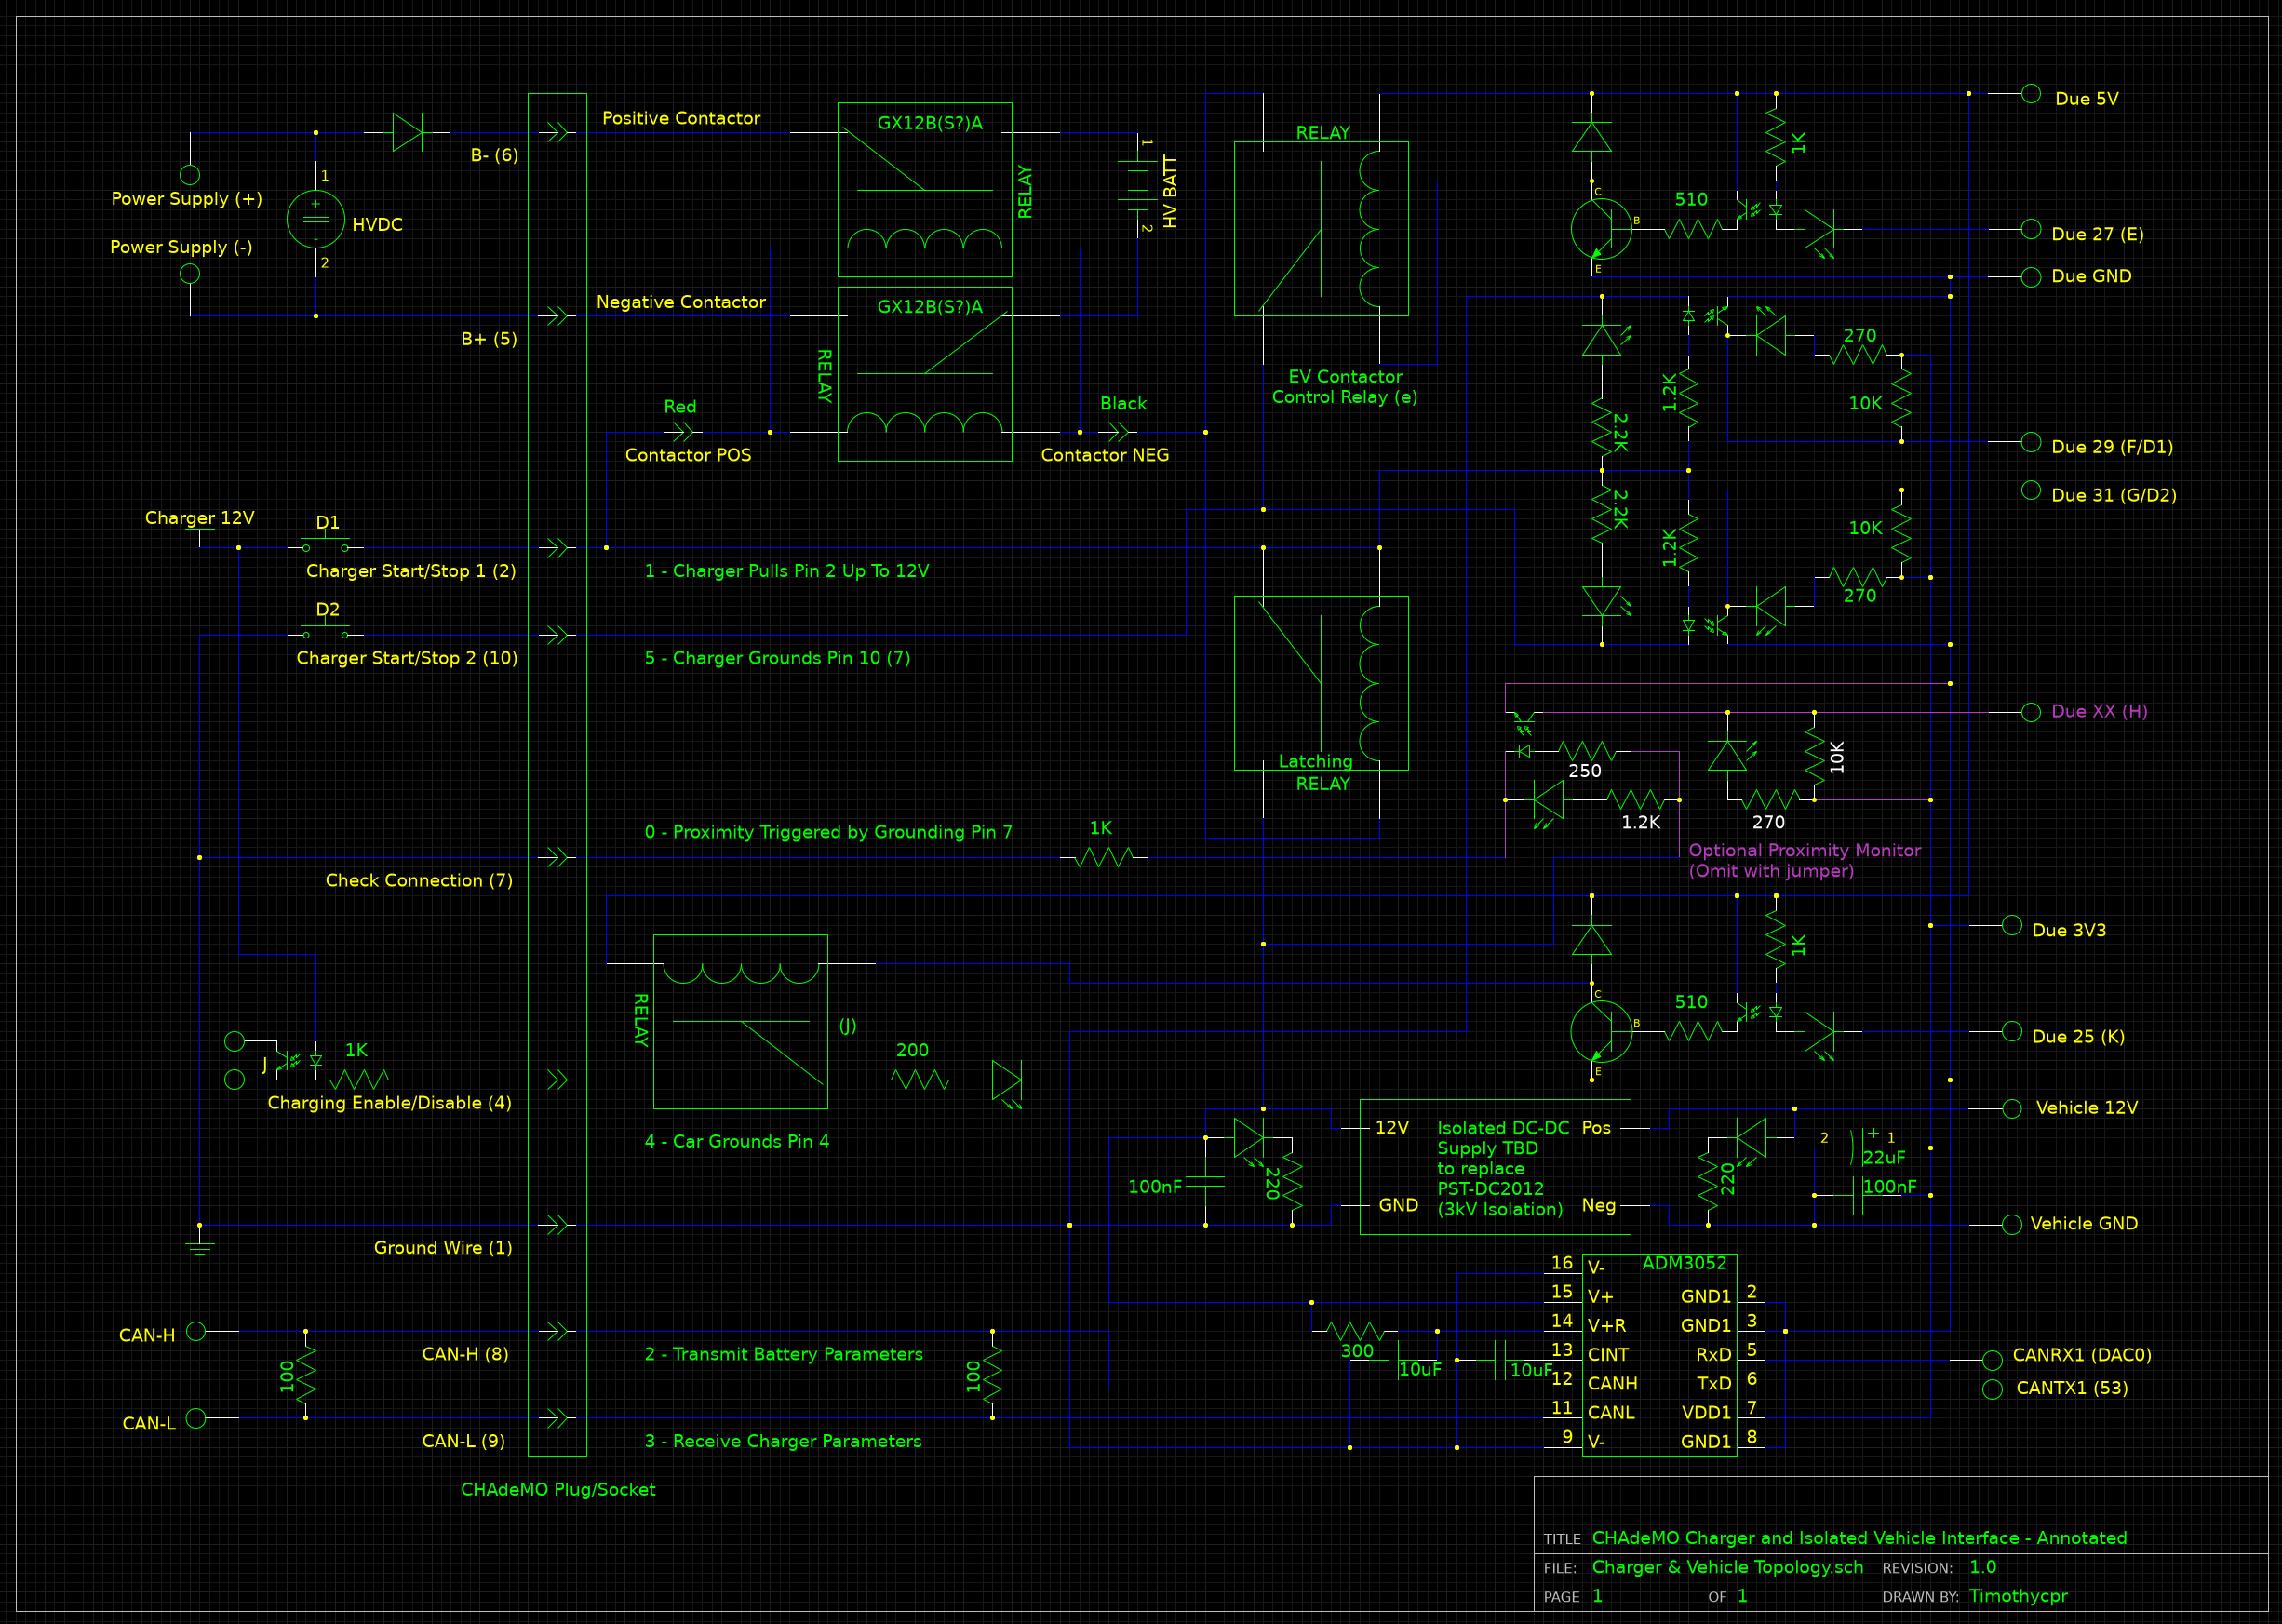 Power Supply (+)
Power Supply (-)
1
+
-
HVDC
2
B- (6)
B+ (5)
Positive Contactor
GX12B(S?)A
RELAY
Negative Contactor
GX12B(S?)A
RELAY
1
HV BATT
2
Red
Contactor POS
Black
Contactor NEG
RELAY
EV Contactor
Control Relay (e)
C
B
E
510
1K
Due 5V
Due 27 (E)
Due GND
270
10K
1.2K
2.2K
2.2K
1.2K
10K
270
Due 29 (F/D1)
Due 31 (G/D2)
Charger 12V
D1
Charger Start/Stop 1 (2)
D2
Charger Start/Stop 2 (10)
1 - Charger Pulls Pin 2 Up To 12V
5 - Charger Grounds Pin 10 (7)
Latching
RELAY
Due XX (H)
250
1.2K
10K
270
Optional Proximity Monitor
(Omit with jumper)
0 - Proximity Triggered by Grounding Pin 7
1K
Check Connection (7)
RELAY
(J)
200
J
1K
Charging Enable/Disable (4)
4 - Car Grounds Pin 4
C
B
E
510
1K
Due 3V3
Due 25 (K)
Vehicle 12V
Vehicle GND
100nF
220
12V
GND
Isolated DC-DC
Supply TBD
to replace
PST-DC2012
(3kV Isolation)
Pos
Neg
220
2
+
1
22uF
100nF
Ground Wire (1)
CAN-H
CAN-L
100
CAN-H (8)
CAN-L (9)
2 - Transmit Battery Parameters
3 - Receive Charger Parameters
100
300
10uF
10uF
ADM3052
16 V-
15 V+
14 V+R
13 CINT
12 CANH
11 CANL
9 V-
GND1 2
GND1 3
RxD 5
TxD 6
VDD1 7
GND1 8
CANRX1 (DAC0)
CANTX1 (53)
CHAdeMO Plug/Socket
TITLE CHAdeMO Charger and Isolated Vehicle Interface - Annotated
FILE: Charger & Vehicle Topology.sch
REVISION: 1.0
PAGE 1 OF 1
DRAWN BY: Timothycpr